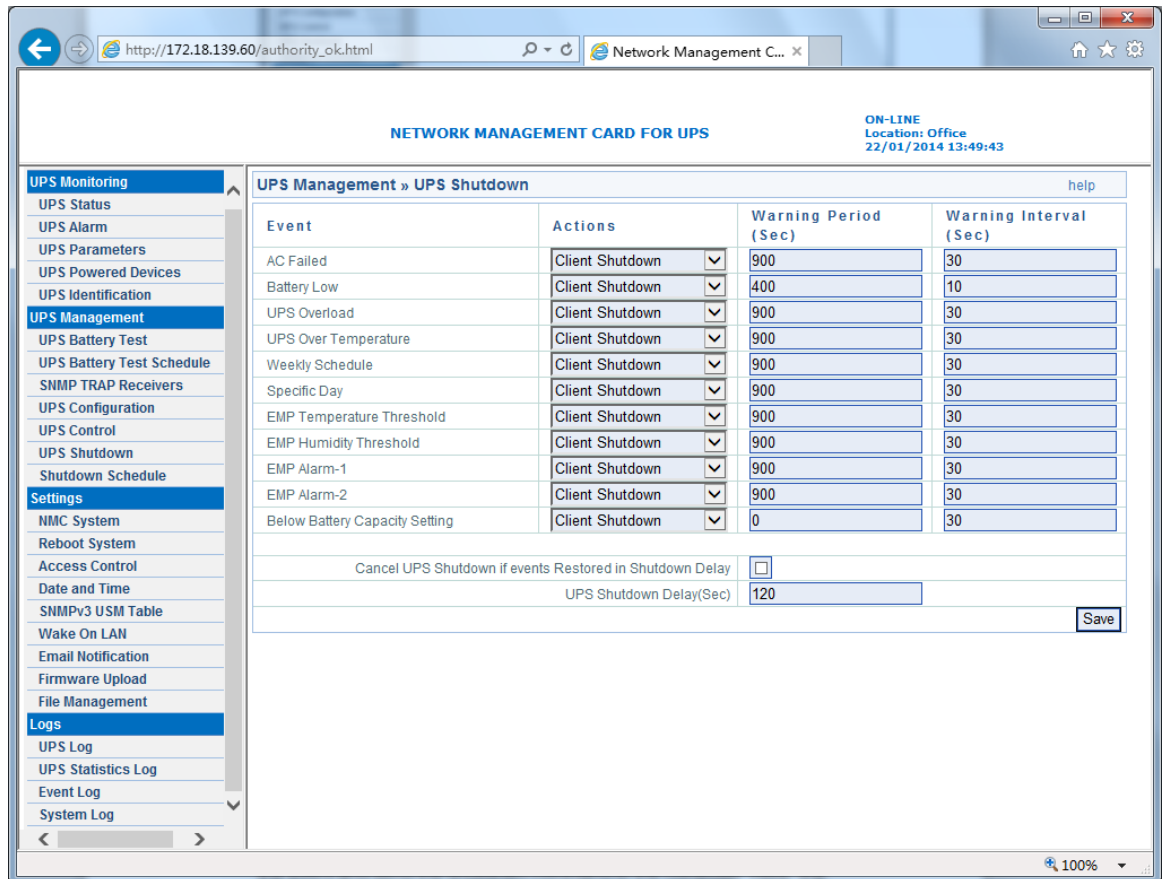 http://172.18.139.60/authority_ok.html
Network Management C...
NETWORK MANAGEMENT CARD FOR UPS
ON-LINE
Location: Office
22/01/2014 13:49:43
UPS Monitoring
UPS Status
UPS Alarm
UPS Parameters
UPS Powered Devices
UPS Identification
UPS Management
UPS Battery Test
UPS Battery Test Schedule
SNMP TRAP Receivers
UPS Configuration
UPS Control
UPS Shutdown
Shutdown Schedule
Settings
NMC System
Reboot System
Access Control
Date and Time
SNMPv3 USM Table
Wake On LAN
Email Notification
Firmware Upload
File Management
Logs
UPS Log
UPS Statistics Log
Event Log
System Log
UPS Management » UPS Shutdown help
Event Actions Warning Period (Sec) Warning Interval (Sec)
AC Failed Client Shutdown 900 30
Battery Low Client Shutdown 400 10
UPS Overload Client Shutdown 900 30
UPS Over Temperature Client Shutdown 900 30
Weekly Schedule Client Shutdown 900 30
Specific Day Client Shutdown 900 30
EMP Temperature Threshold Client Shutdown 900 30
EMP Humidity Threshold Client Shutdown 900 30
EMP Alarm-1 Client Shutdown 900 30
EMP Alarm-2 Client Shutdown 900 30
Below Battery Capacity Setting Client Shutdown 0 30
Cancel UPS Shutdown if events Restored in Shutdown Delay
UPS Shutdown Delay(Sec) 120
Save
100%